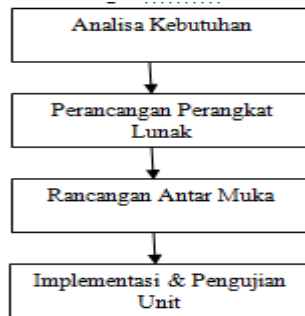 Analisa Kebutuhan
Perancangan Perangkat
Lunak
Rancangan Antar Muka
Implementasi & Pengujian
Unit